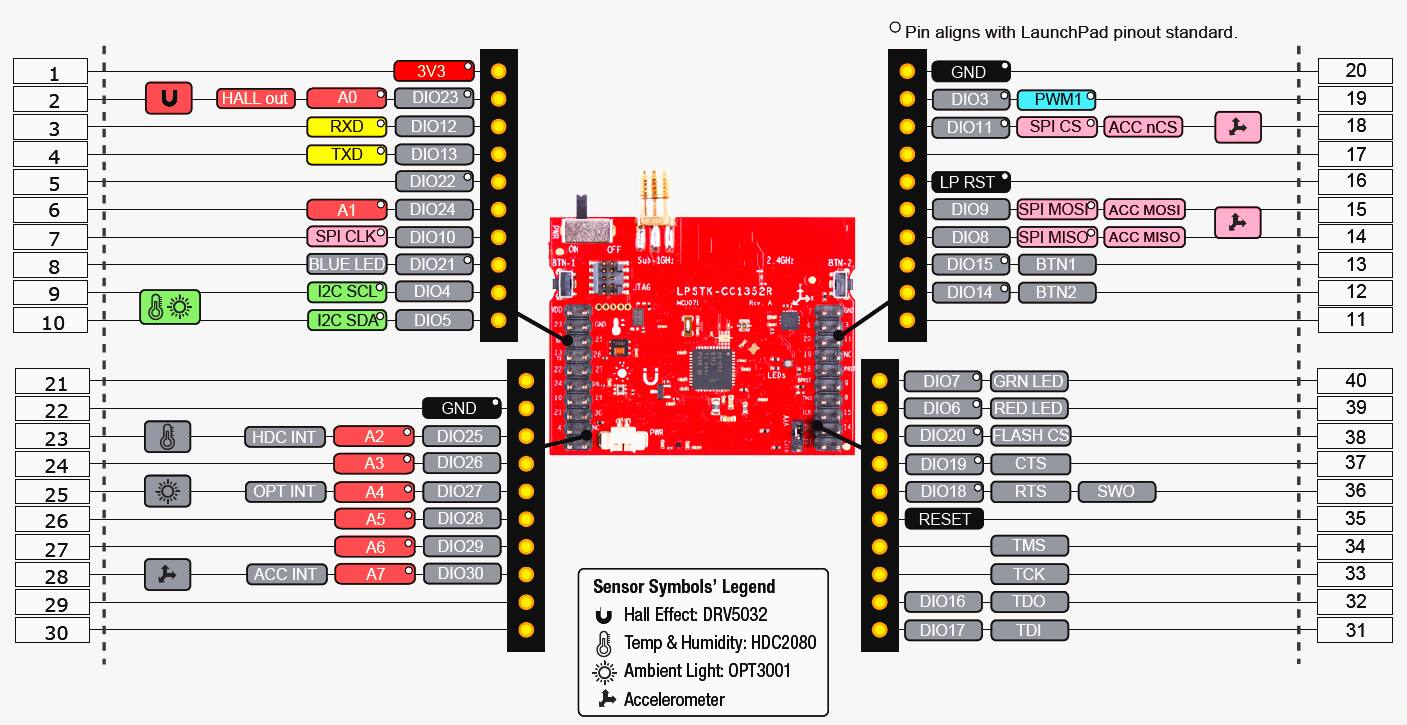 Pin aligns with LaunchPad pinout standard.
1 3V3
2 HALL out A0 DIO23
3 RXD DIO12
4 TXD DIO13
5 DIO22
6 A1 DIO24
7 SPI CLK DIO10
8 BLUE LED DIO21
9 I2C SCL DIO4
10 I2C SDA DIO5
GND 20
DIO3 PWM1 19
DIO11 SPI CS ACC nCS 18
17
LP RST 16
DIO9 SPI MOSI ACC MOSI 15
DIO8 SPI MISO ACC MISO 14
DIO15 BTN1 13
DIO14 BTN2 12
11
PWR
ON OFF
Sub-1GHz 2.4GHz
BTN-1 BTN-2
JTAG
LPSTK-CC1352R
Rev. A
VDD GND
GND
LEDs
NC
NC
PWR
21
22 GND
23 HDC INT A2 DIO25
24 A3 DIO26
25 OPT INT A4 DIO27
26 A5 DIO28
27 A6 DIO29
28 ACC INT A7 DIO30
29
30
DIO7 GRN LED 40
DIO6 RED LED 39
DIO20 FLASH CS 38
DIO19 CTS 37
DIO18 RTS SWO 36
RESET 35
TMS 34
TCK 33
DIO16 TDO 32
DIO17 TDI 31
Sensor Symbols' Legend
Hall Effect: DRV5032
Temp & Humidity: HDC2080
Ambient Light: OPT3001
Accelerometer